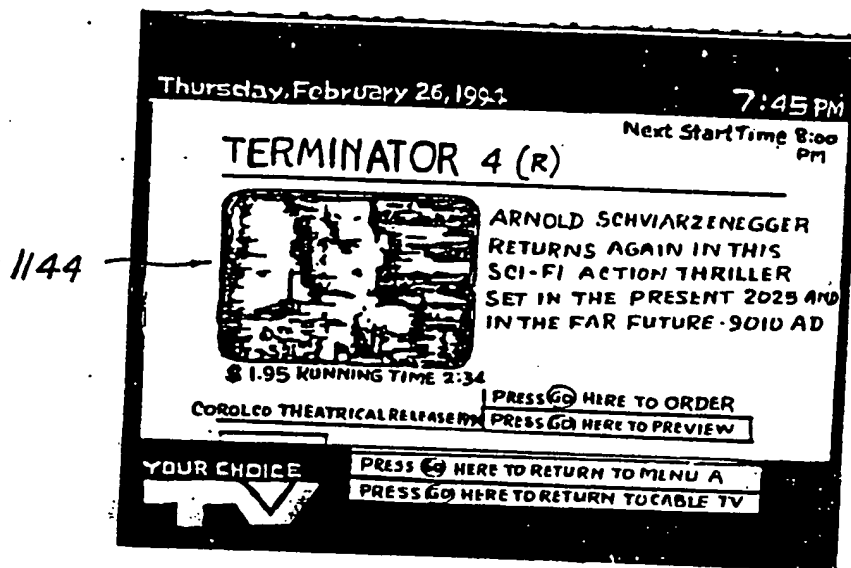 Thursday, February 26, 1992
7:45 PM
Next Start Time 8:00
PM
TERMINATOR 4 (R)
1144
ARNOLD SCHVIARZENEGGER
RETURNS AGAIN IN THIS
SCI-FI ACTION THRILLER
SET IN THE PRESENT 2025 AND
IN THE FAR FUTURE - 9010 AD
$ 1.95 RUNNING TIME 2:34
PRESS GO HERE TO ORDER
COROLCO THEATRICAL RELEASE
PRESS GO HERE TO PREVIEW
YOUR CHOICE
TV
PRESS GO HERE TO RETURN TO MENU A
PRESS GO HERE TO RETURN TO CABLE TV